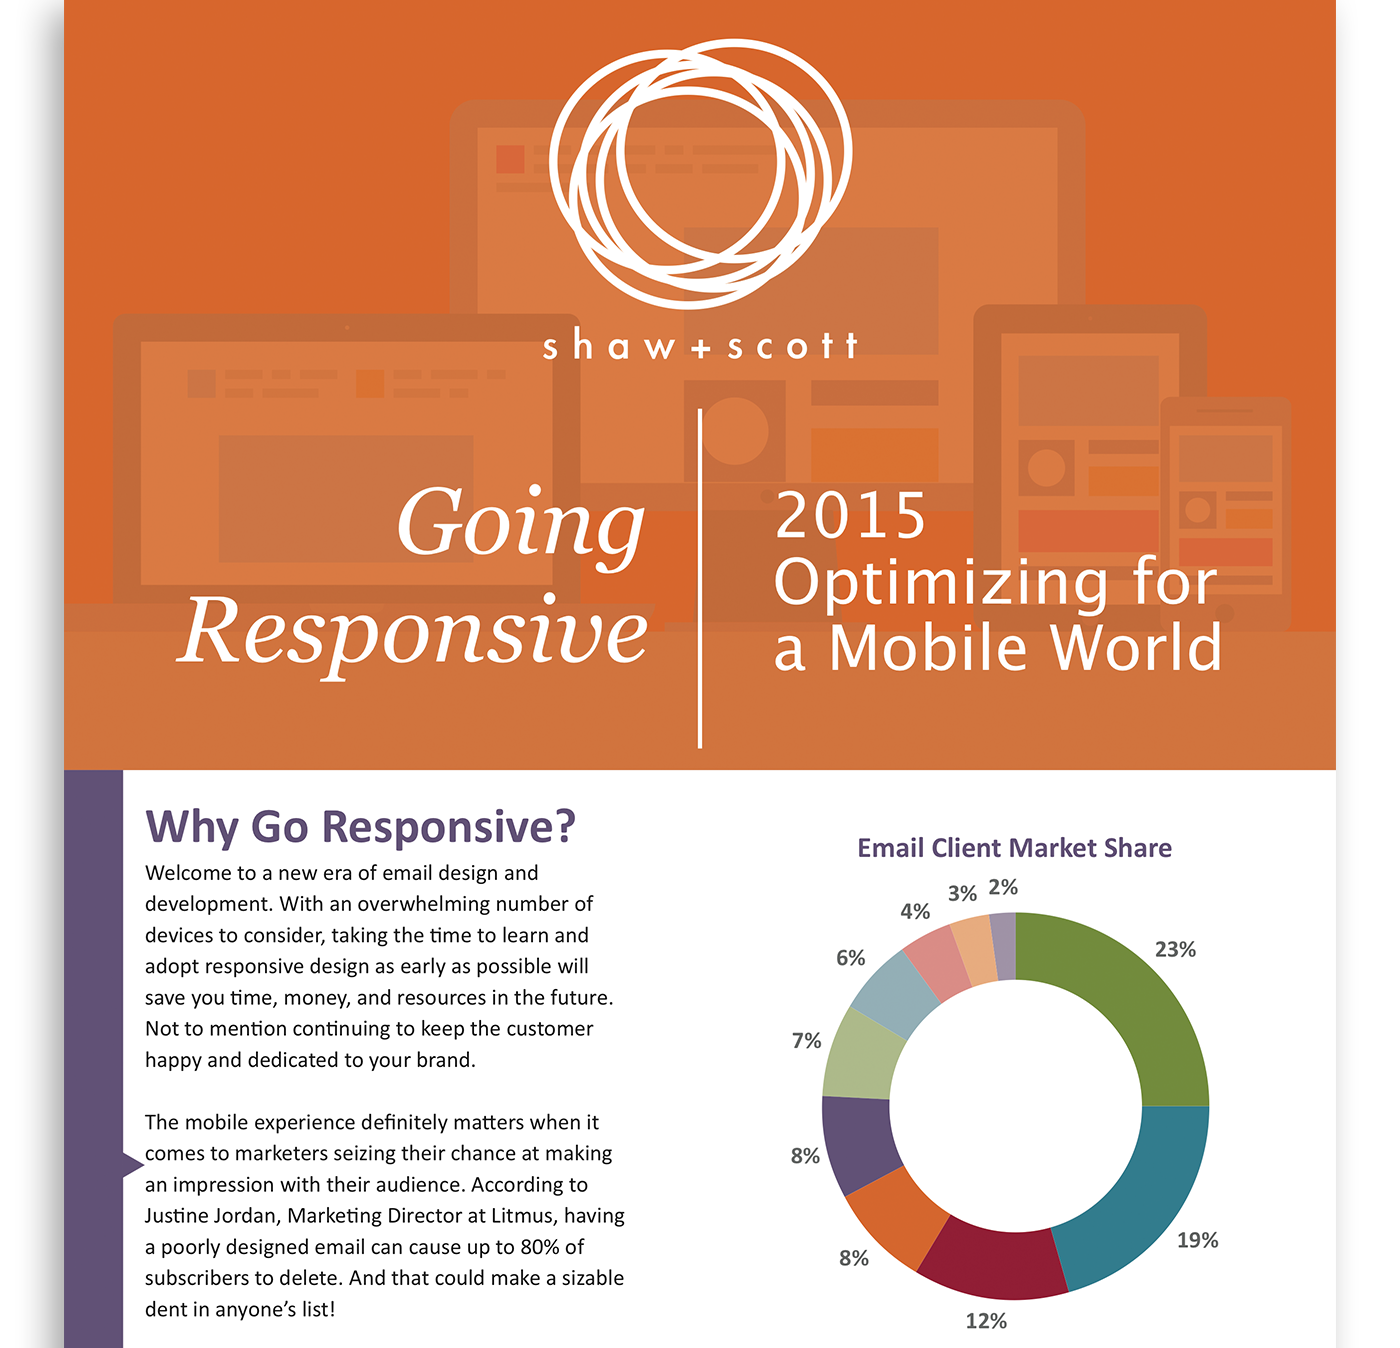 shaw+scott
Going
Responsive
2015
Optimizing for
a Mobile World
Why Go Responsive?
Welcome to a new era of email design and
development. With an overwhelming number of
devices to consider, taking the time to learn and
adopt responsive design as early as possible will
save you time, money, and resources in the future.
Not to mention continuing to keep the customer
happy and dedicated to your brand.
The mobile experience definitely matters when it
comes to marketers seizing their chance at making
an impression with their audience. According to
Justine Jordan, Marketing Director at Litmus, having
a poorly designed email can cause up to 80% of
subscribers to delete. And that could make a sizable
dent in anyone’s list!
Email Client Market Share
23%
19%
12%
8%
8%
7%
6%
4%
3%
2%